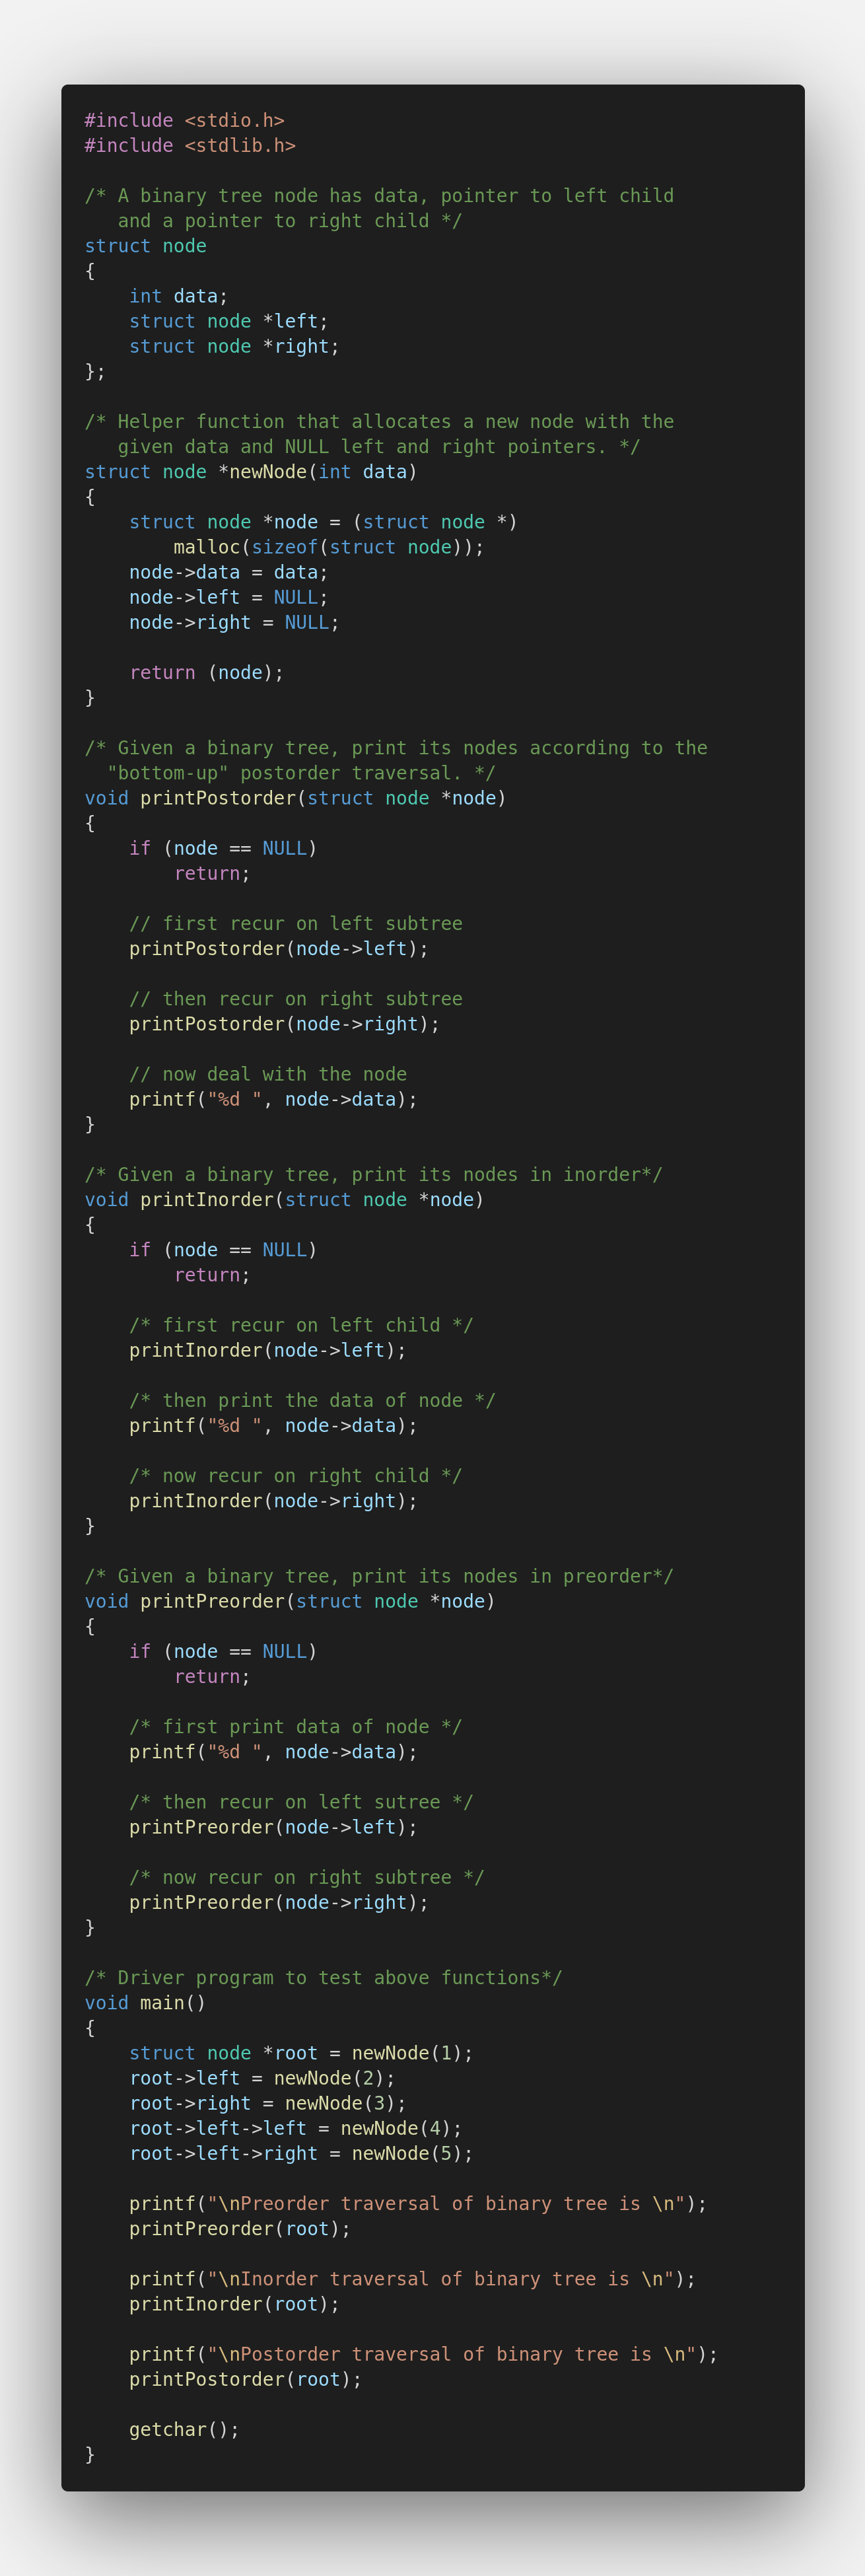 #include <stdio.h>
#include <stdlib.h>

/* A binary tree node has data, pointer to left child
   and a pointer to right child */
struct node
{
    int data;
    struct node *left;
    struct node *right;
};

/* Helper function that allocates a new node with the
   given data and NULL left and right pointers. */
struct node *newNode(int data)
{
    struct node *node = (struct node *)
        malloc(sizeof(struct node));
    node->data = data;
    node->left = NULL;
    node->right = NULL;

    return (node);
}

/* Given a binary tree, print its nodes according to the
  "bottom-up" postorder traversal. */
void printPostorder(struct node *node)
{
    if (node == NULL)
        return;

    // first recur on left subtree
    printPostorder(node->left);

    // then recur on right subtree
    printPostorder(node->right);

    // now deal with the node
    printf("%d ", node->data);
}

/* Given a binary tree, print its nodes in inorder*/
void printInorder(struct node *node)
{
    if (node == NULL)
        return;

    /* first recur on left child */
    printInorder(node->left);

    /* then print the data of node */
    printf("%d ", node->data);

    /* now recur on right child */
    printInorder(node->right);
}

/* Given a binary tree, print its nodes in preorder*/
void printPreorder(struct node *node)
{
    if (node == NULL)
        return;

    /* first print data of node */
    printf("%d ", node->data);

    /* then recur on left sutree */
    printPreorder(node->left);

    /* now recur on right subtree */
    printPreorder(node->right);
}

/* Driver program to test above functions*/
void main()
{
    struct node *root = newNode(1);
    root->left = newNode(2);
    root->right = newNode(3);
    root->left->left = newNode(4);
    root->left->right = newNode(5);

    printf("\nPreorder traversal of binary tree is \n");
    printPreorder(root);

    printf("\nInorder traversal of binary tree is \n");
    printInorder(root);

    printf("\nPostorder traversal of binary tree is \n");
    printPostorder(root);

    getchar();
}